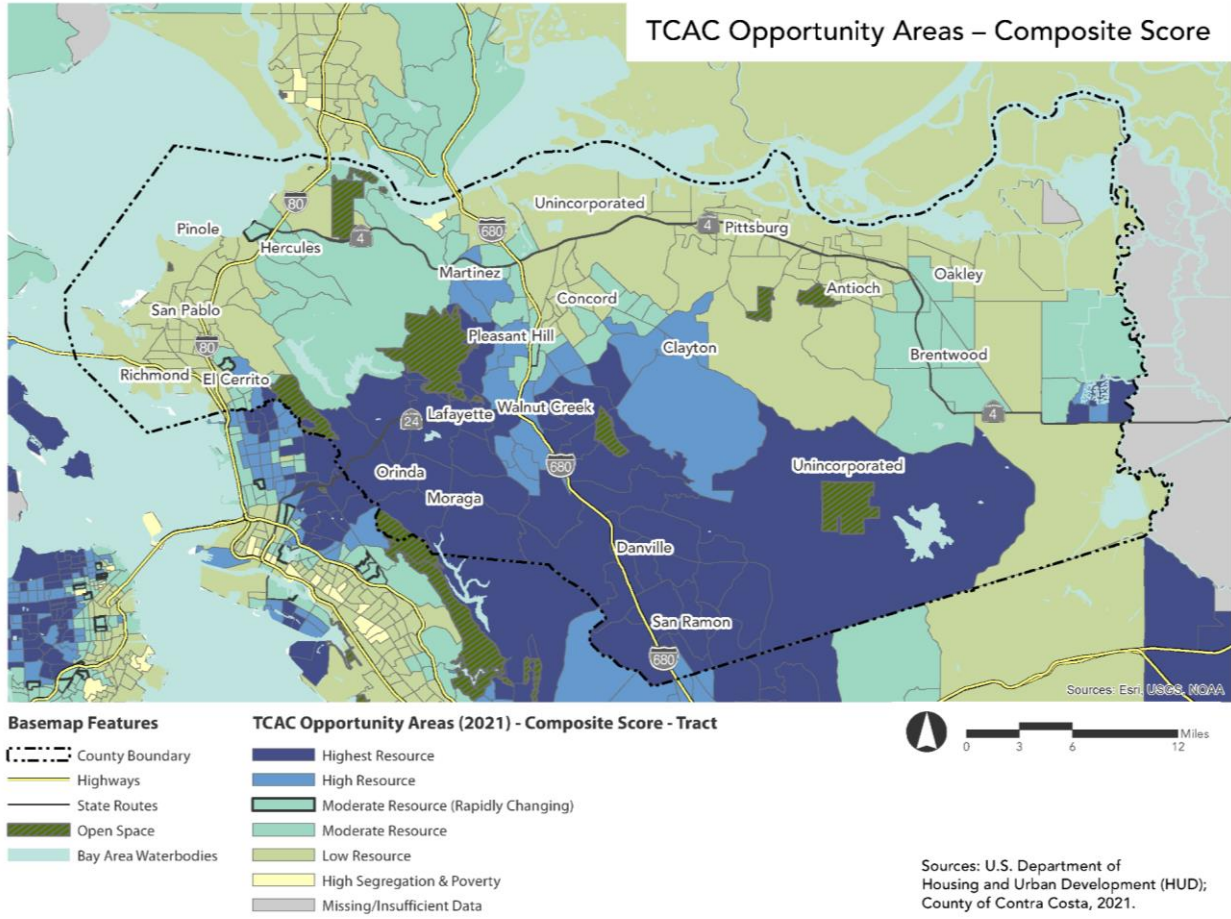 TCAC Opportunity Areas – Composite Score
80
Unincorporated
Pinole
4
680
4
Pittsburg
Hercules
Martinez
Oakley
Antioch
Concord
San Pablo
Pleasant Hill
Clayton
80
Brentwood
Richmond
El Cerrito
Lafayette
Walnut Creek
4
24
680
Unincorporated
Orinda
Moraga
Danville
San Ramon
680
Sources: Esri, USGS, NOAA
Basemap Features
County Boundary
Highways
State Routes
Open Space
Bay Area Waterbodies
TCAC Opportunity Areas (2021) - Composite Score - Tract
Highest Resource
High Resource
Moderate Resource (Rapidly Changing)
Moderate Resource
Low Resource
High Segregation & Poverty
Missing/Insufficient Data
Miles
0 3 6 12
Sources: U.S. Department of
Housing and Urban Development (HUD);
County of Contra Costa, 2021.